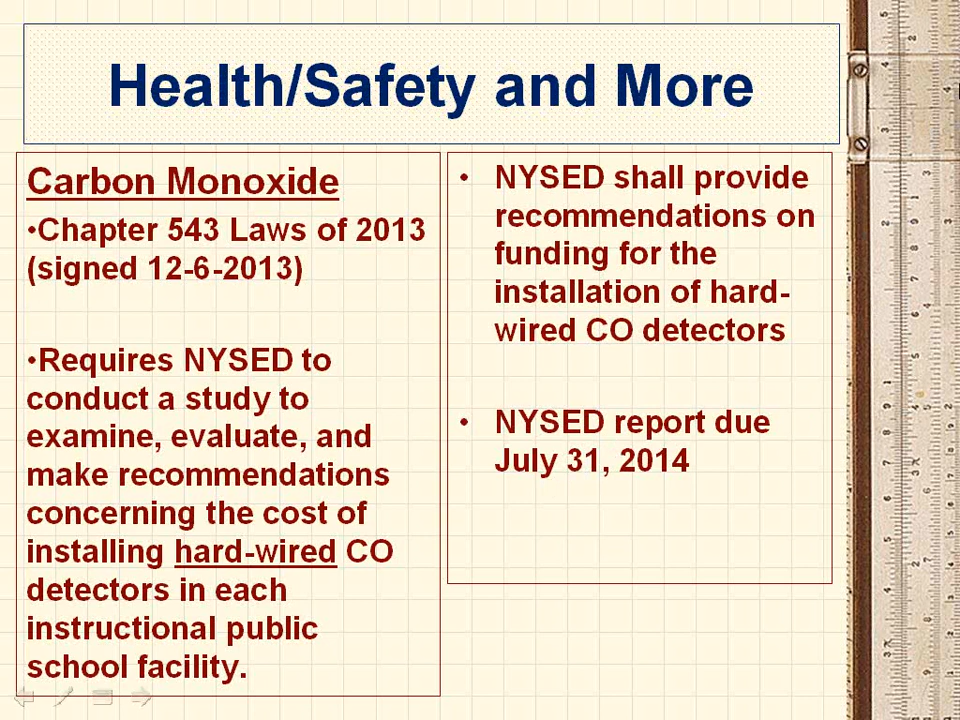 Health/Safety and More
Carbon Monoxide
•Chapter 543 Laws of 2013
(signed 12-6-2013)
•Requires NYSED to
conduct a study to
examine, evaluate, and
make recommendations
concerning the cost of
installing hard-wired CO
detectors in each
instructional public
school facility.
• NYSED shall provide
recommendations on
funding for the
installation of hard-
wired CO detectors
• NYSED report due
July 31, 2014